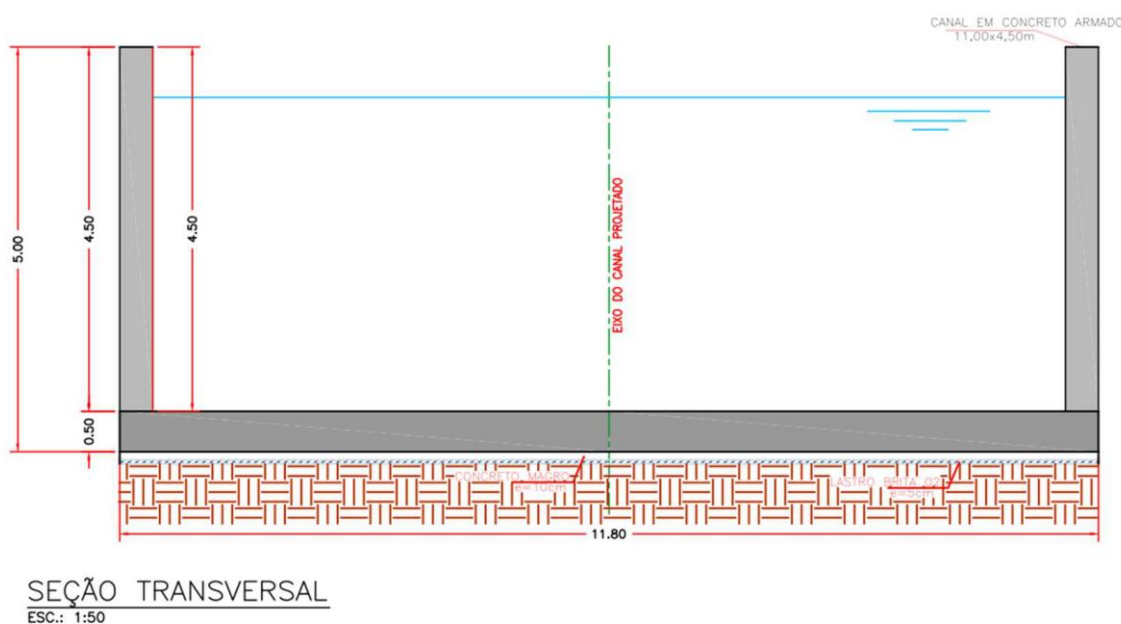 CANAL EM CONCRETO ARMADO
11,00x4,50m
5.00
4.50
4.50
EIXO DO CANAL PROJETADO
0.50
CONCRETO MAGRO
e=10cm
LASTRO BRITA 02
e=5cm
11.80
SEÇÃO TRANSVERSAL
ESC.: 1:50